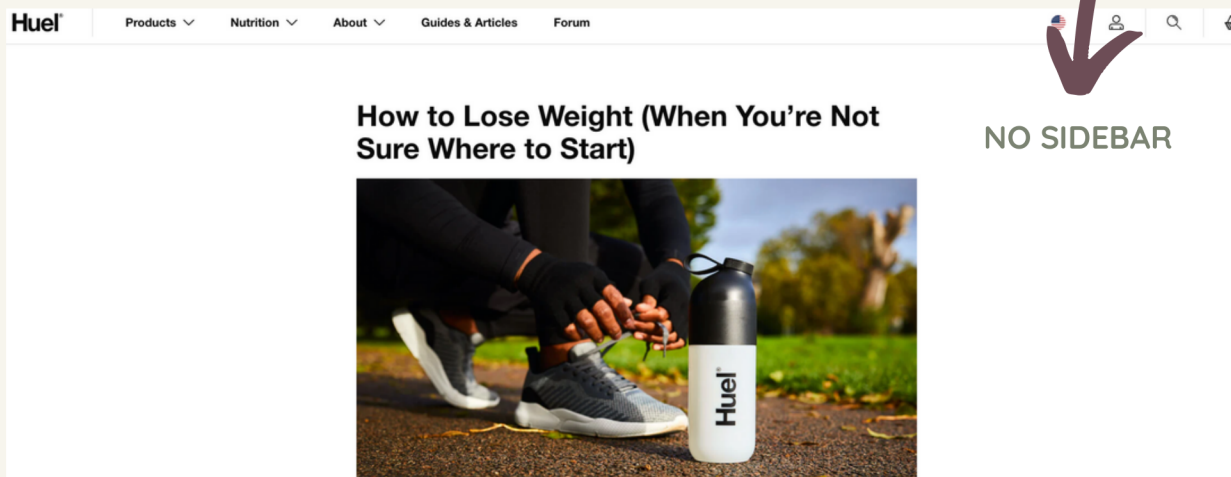 Huel
Products Nutrition About Guides & Articles Forum
How to Lose Weight (When You're Not
Sure Where to Start)
NO SIDEBAR
Huel